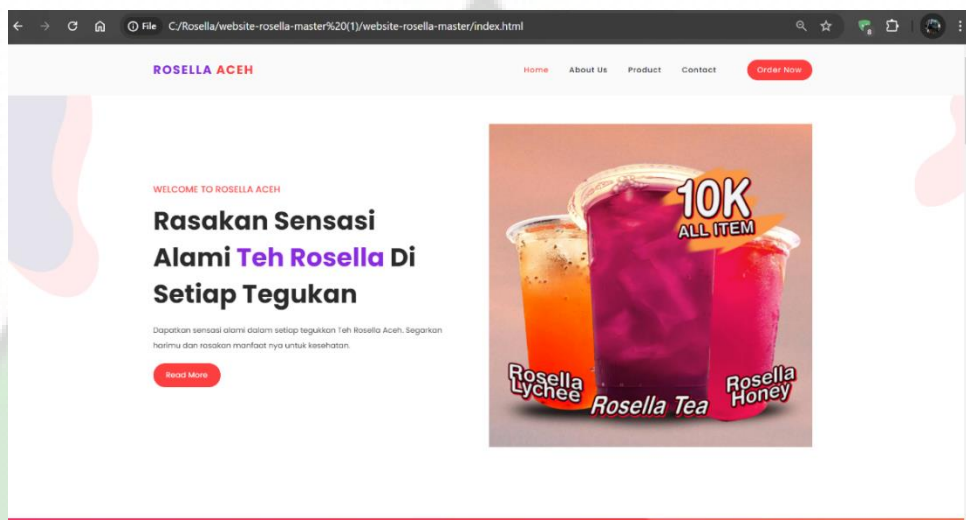 File C:/Rosella/website-rosella-master%20(1)/website-rosella-master/index.html
ROSELLA ACEH
Home About Us Product Contact Order Now
WELCOME TO ROSELLA ACEH
Rasakan Sensasi
Alami Teh Rosella Di
Setiap Tegukan
Dapatkan sensasi alami dalam setiap tegukkan Teh Rosella Aceh. Segarkan
harimu dan rasakan manfaat nya untuk kesehatan.
Read More
10K
ALL ITEM
Rosella
Lychee
Rosella Tea
Rosella
Honey